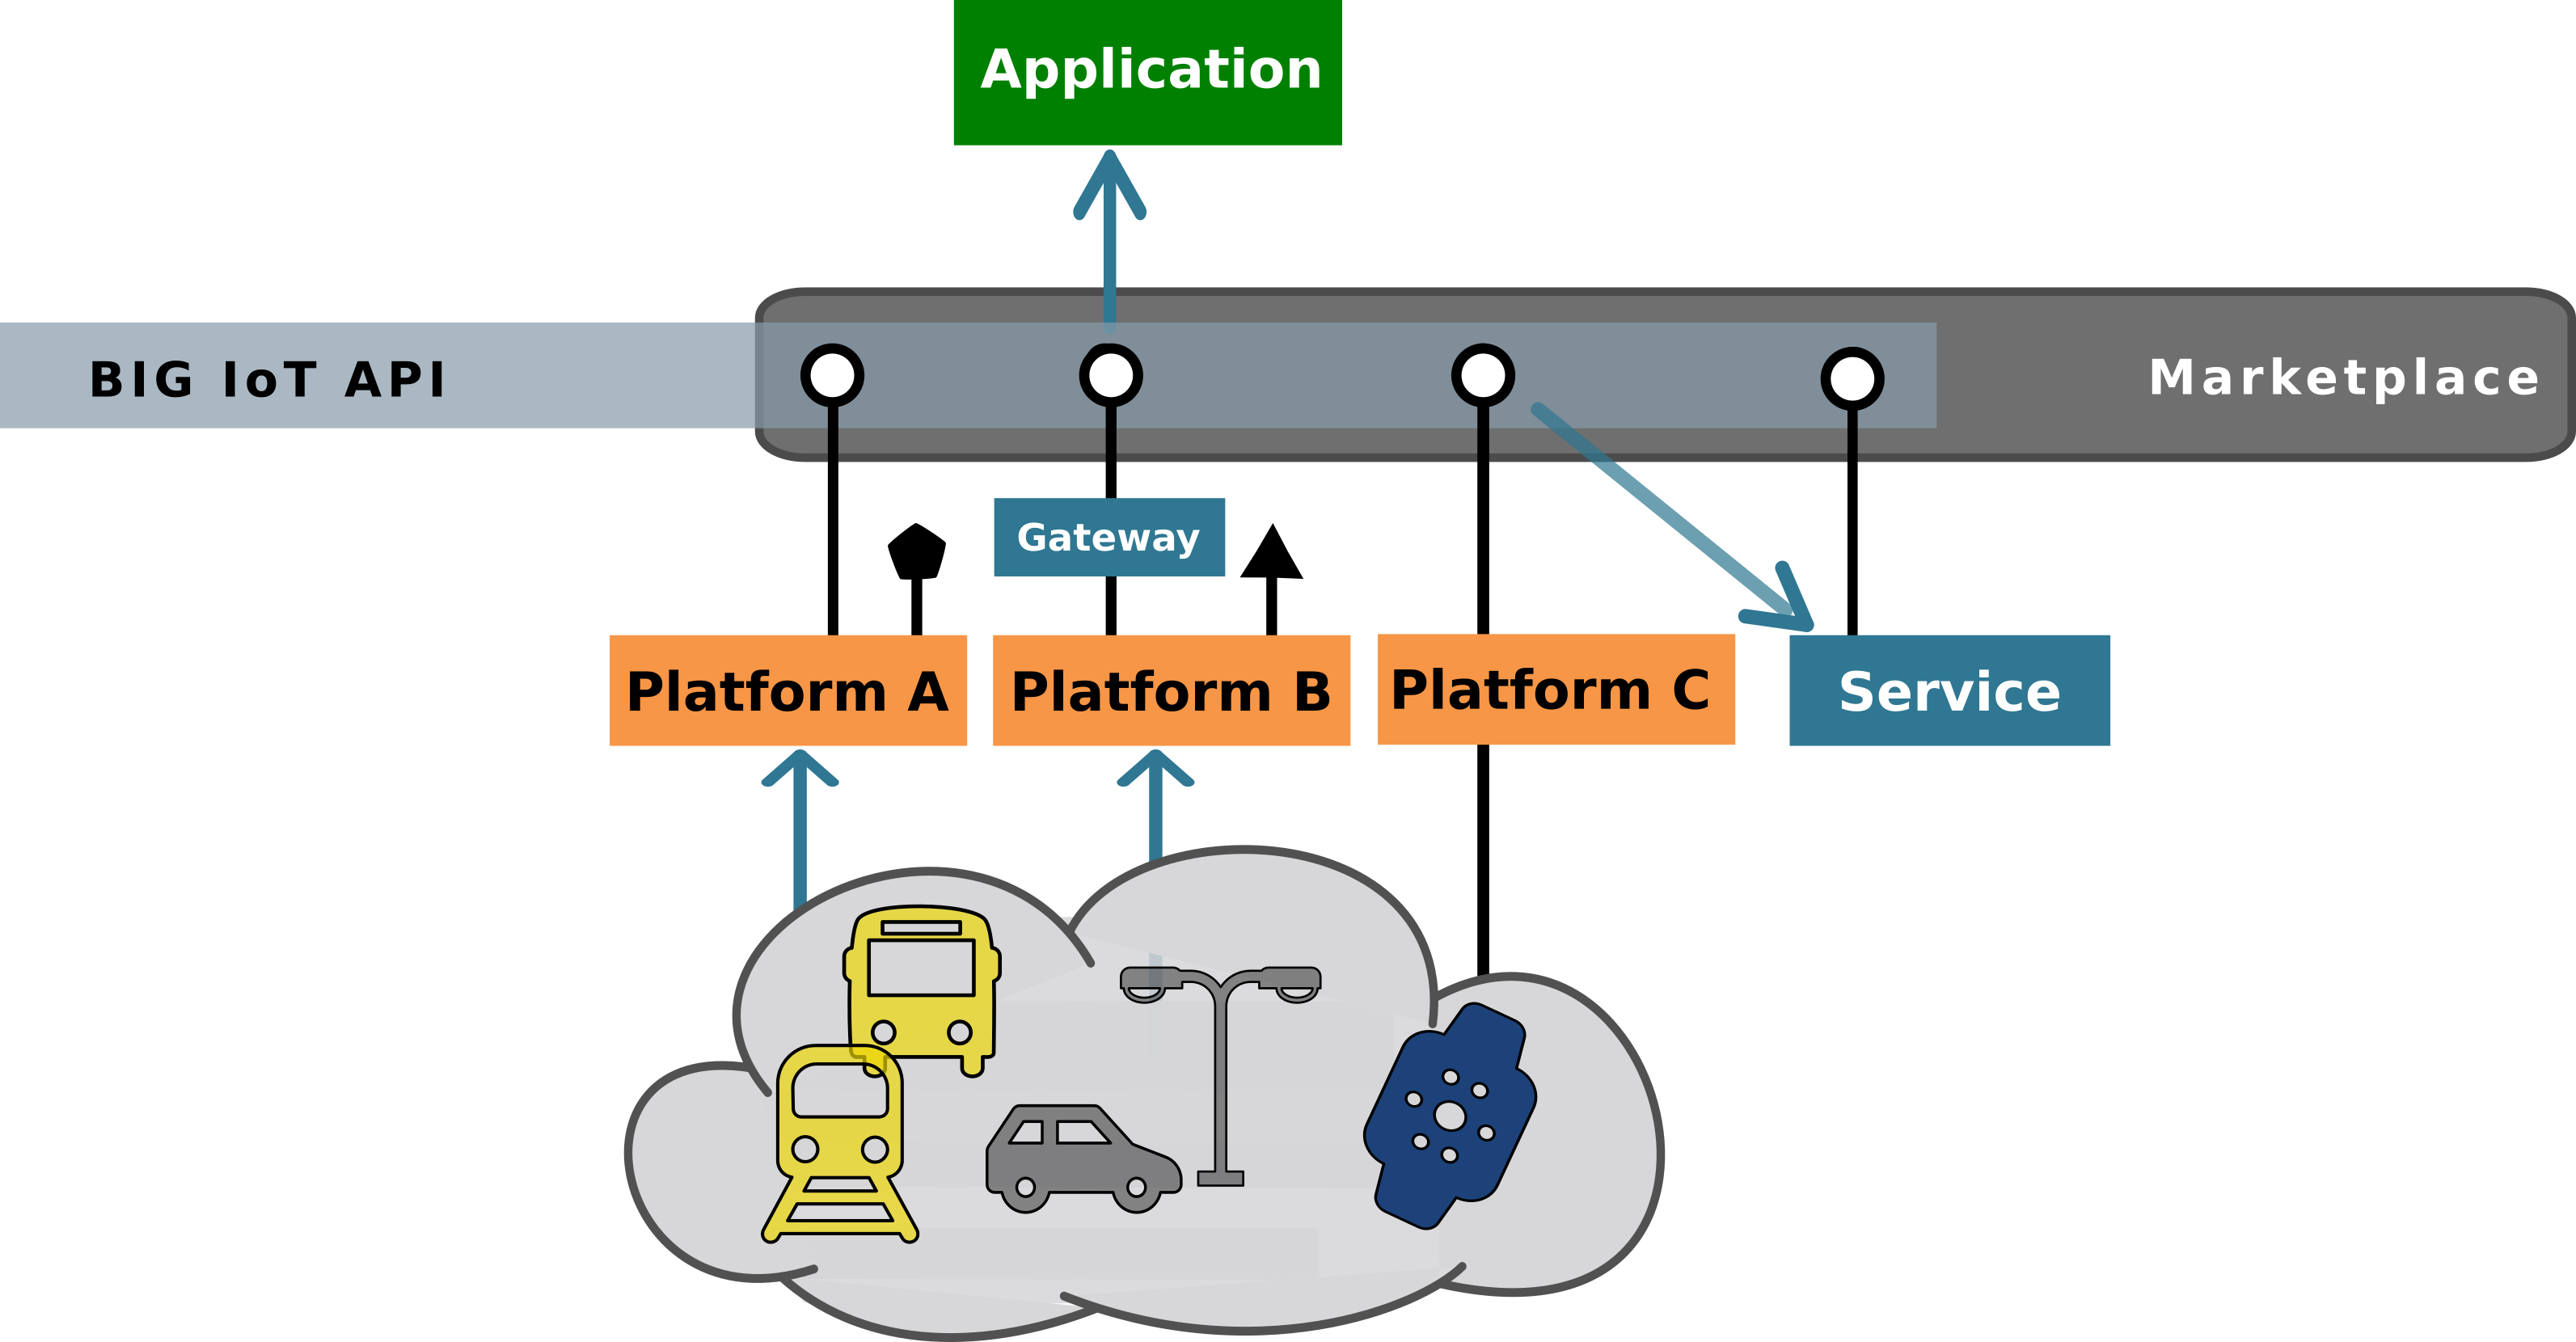 Application
BIG IoT API
Marketplace
Gateway
Platform A
Platform B
Platform C
Service